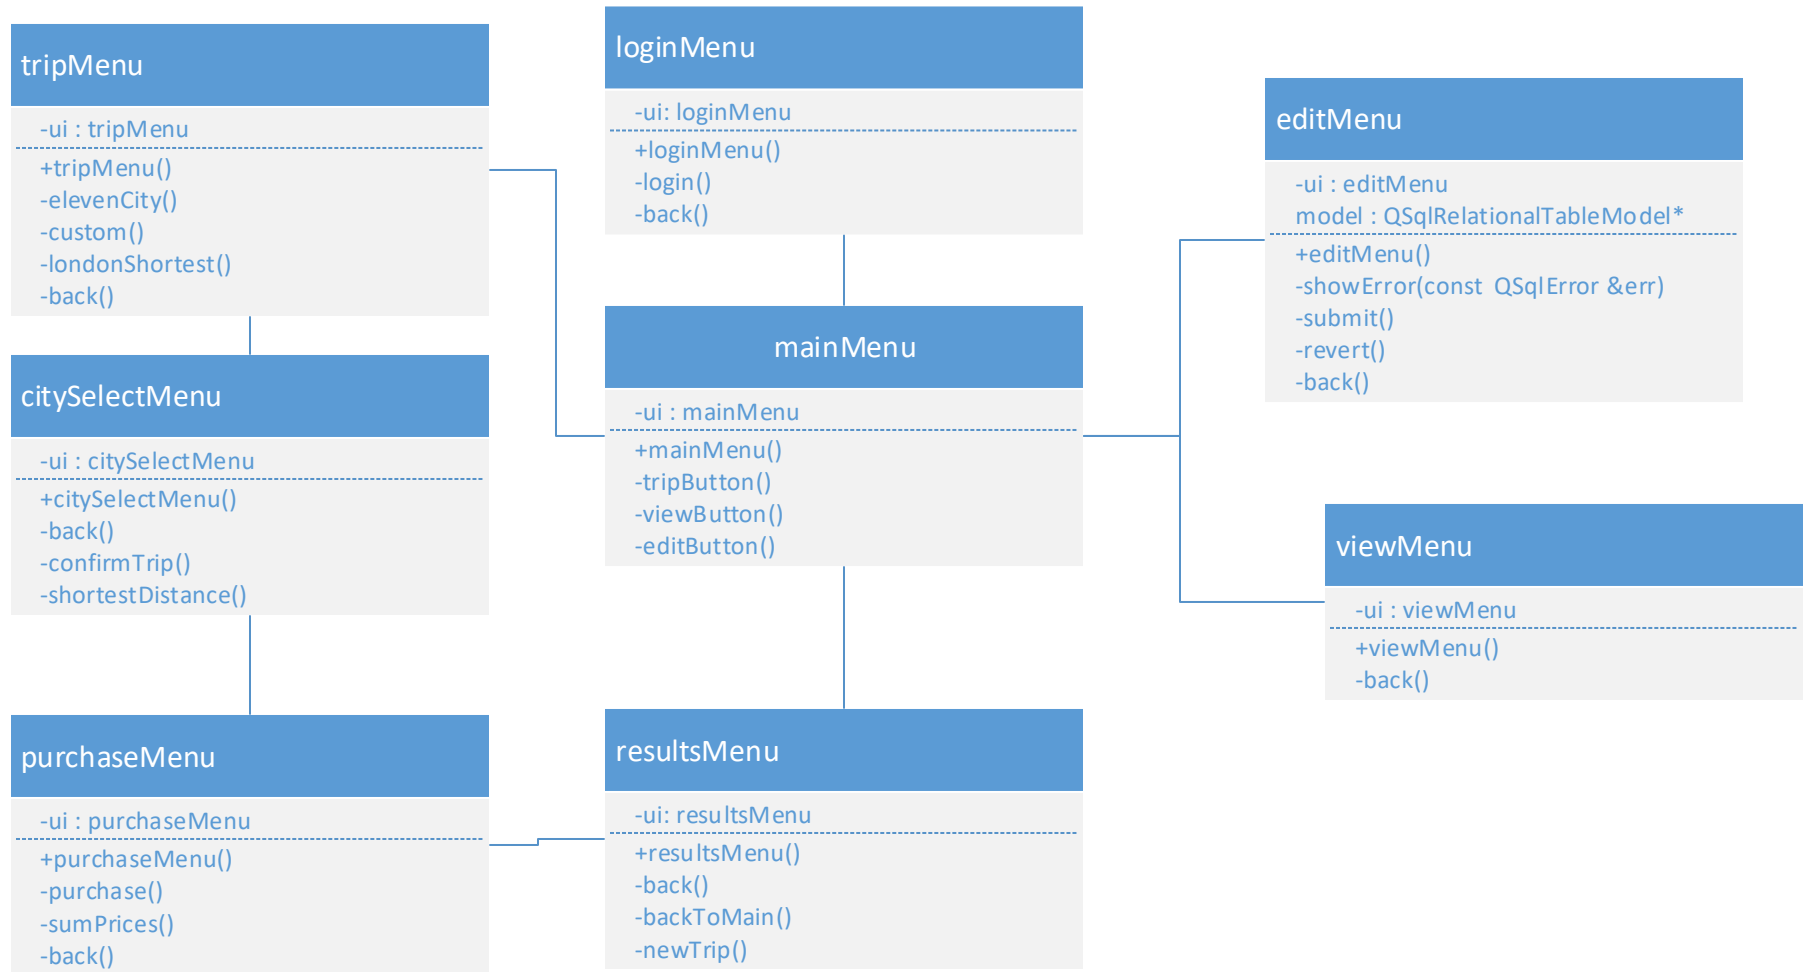 tripMenu
-ui : tripMenu
+tripMenu()
-elevenCity()
-custom()
-londonShortest()
-back()
citySelectMenu
-ui : citySelectMenu
+citySelectMenu()
-back()
-confirmTrip()
-shortestDistance()
purchaseMenu
-ui : purchaseMenu
+purchaseMenu()
-purchase()
-sumPrices()
-back()
loginMenu
-ui: loginMenu
+loginMenu()
-login()
-back()
mainMenu
-ui : mainMenu
+mainMenu()
-tripButton()
-viewButton()
-editButton()
resultsMenu
-ui: resultsMenu
+resultsMenu()
-back()
-backToMain()
-newTrip()
editMenu
-ui : editMenu
model : QSqlRelationalTableModel*
+editMenu()
-showError(const QSqlError &err)
-submit()
-revert()
-back()
viewMenu
-ui : viewMenu
+viewMenu()
-back()